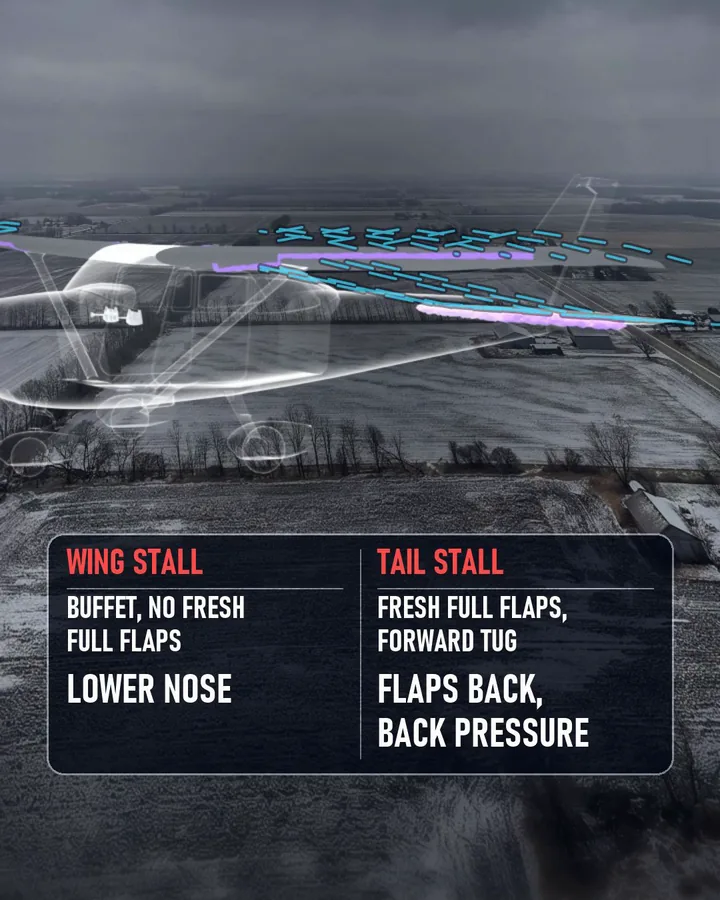 WING STALL
BUFFET, NO FRESH
FULL FLAPS
LOWER NOSE
TAIL STALL
FRESH FULL FLAPS,
FORWARD TUG
FLAPS BACK,
BACK PRESSURE